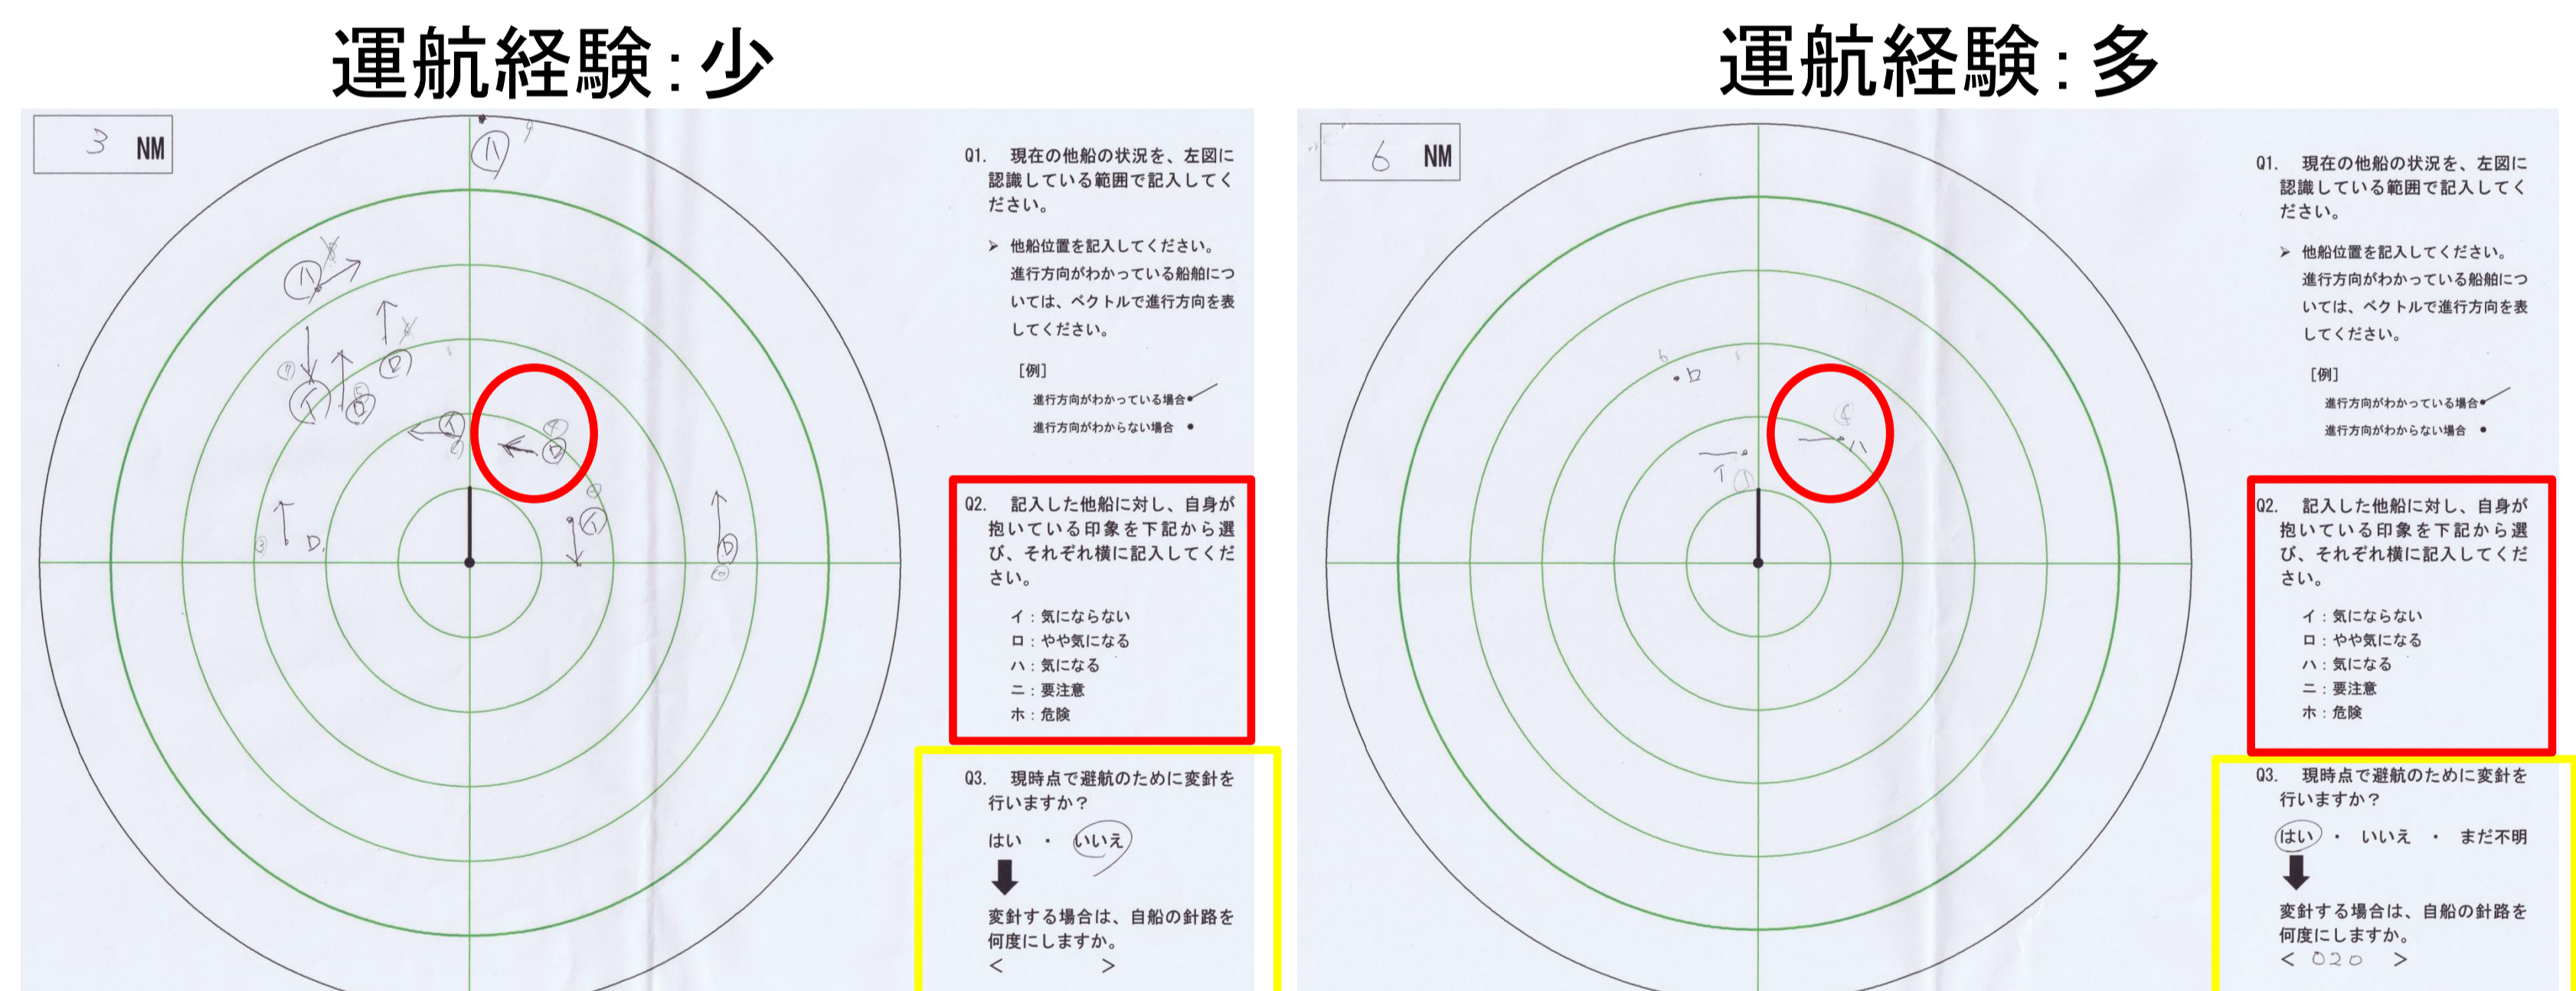 運航経験:少
3 NM
ハ
9
ハ
ロ
イ
ロ
イ
ロ
イ
ロ
ロ
Q1. 現在の他船の状況を、左図に
認識している範囲で記入してく
ださい。
➢ 他船位置を記入してください。
進行方向がわかっている船舶につ
いては、ベクトルで進行方向を表
してください。
[例]
進行方向がわかっている場合
進行方向がわからない場合
Q2. 記入した他船に対し、自身が
抱いている印象を下記から選
び、それぞれ横に記入してくだ
さい。
イ:気にならない
ロ:やや気になる
ハ:気になる
ニ:要注意
ホ:危険
Q3. 現時点で避航のために変針を
行いますか?
はい ・ いいえ
変針する場合は、自船の針路を
何度にしますか。
< >
運航経験:多
6 NM
6
ロ
ハ
イ
Q1. 現在の他船の状況を、左図に
認識している範囲で記入してく
ださい。
➢ 他船位置を記入してください。
進行方向がわかっている船舶につ
いては、ベクトルで進行方向を表
してください。
[例]
進行方向がわかっている場合
進行方向がわからない場合
Q2. 記入した他船に対し、自身が
抱いている印象を下記から選
び、それぞれ横に記入してくだ
さい。
イ:気にならない
ロ:やや気になる
ハ:気になる
ニ:要注意
ホ:危険
Q3. 現時点で避航のために変針を
行いますか?
はい ・ いいえ ・ まだ不明
変針する場合は、自船の針路を
何度にしますか。
< 020 >